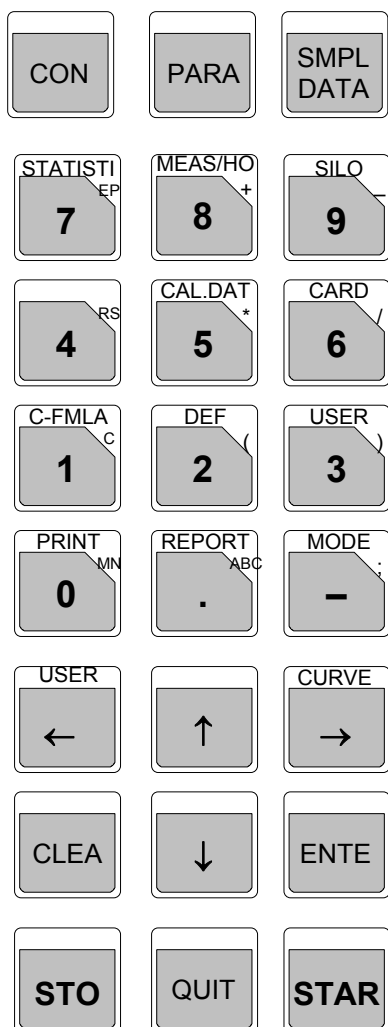 CON PARA SMPL
DATA
STATISTI MEAS/HO SILO
EP + _
7 8 9
CAL.DAT CARD
RS * /
4 5 6
C-FMLA DEF USER
C ( )
1 2 3
PRINT REPORT MODE
MN ABC ;
0 . –
USER CURVE
← ↑ →
CLEA ↓ ENTE
STO QUIT STAR